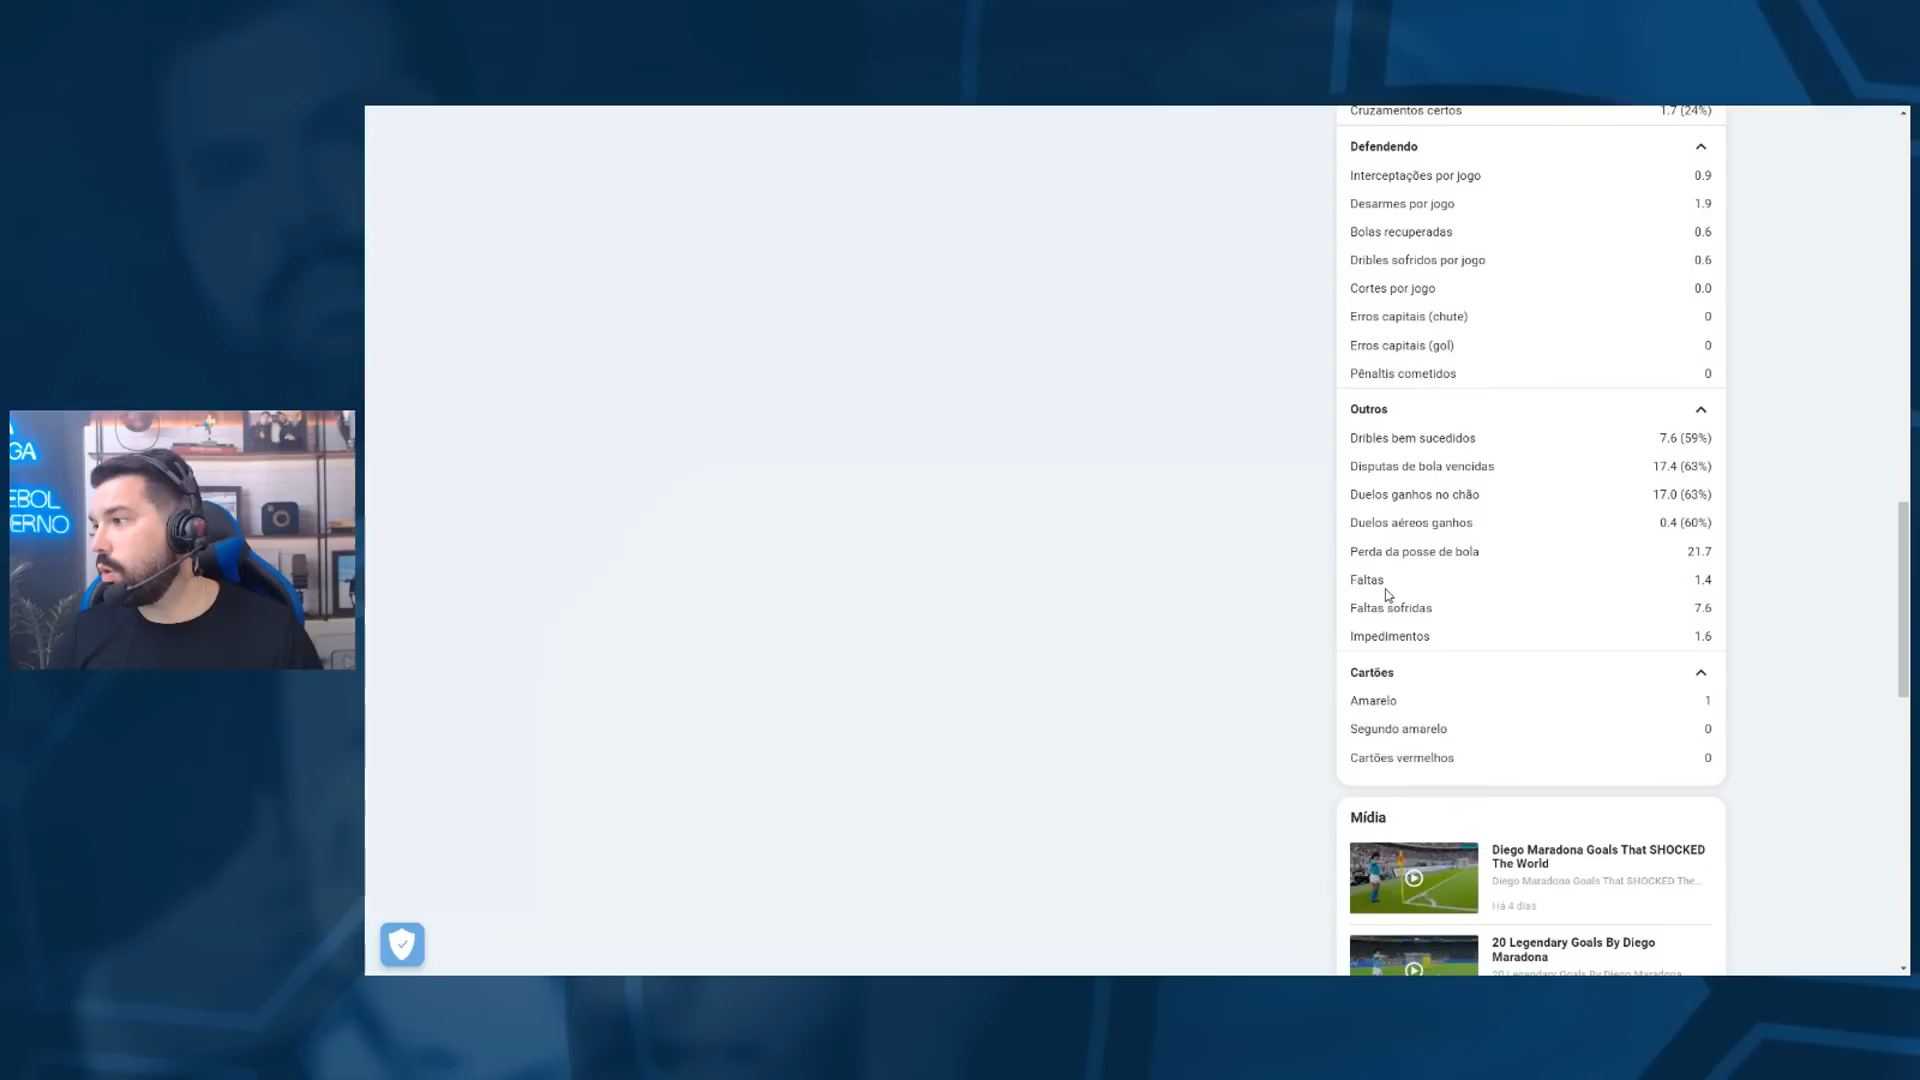 GA
EBOL
ERNO
Cruzamentos certos 1.7 (24%)
Defendendo
Interceptações por jogo 0.9
Desarmes por jogo 1.9
Bolas recuperadas 0.6
Dribles sofridos por jogo 0.6
Cortes por jogo 0.0
Erros capitais (chute) 0
Erros capitais (gol) 0
Pênaltis cometidos 0
Outros
Dribles bem sucedidos 7.6 (59%)
Disputas de bola vencidas 17.4 (63%)
Duelos ganhos no chão 17.0 (63%)
Duelos aéreos ganhos 0.4 (60%)
Perda da posse de bola 21.7
Faltas 1.4
Faltas sofridas 7.6
Impedimentos 1.6
Cartões
Amarelo 1
Segundo amarelo 0
Cartões vermelhos 0
Mídia
Diego Maradona Goals That SHOCKED
The World
Diego Maradona Goals That SHOCKED The...
Há 4 dias
20 Legendary Goals By Diego
Maradona
20 Legendary Goals By Diego Maradona